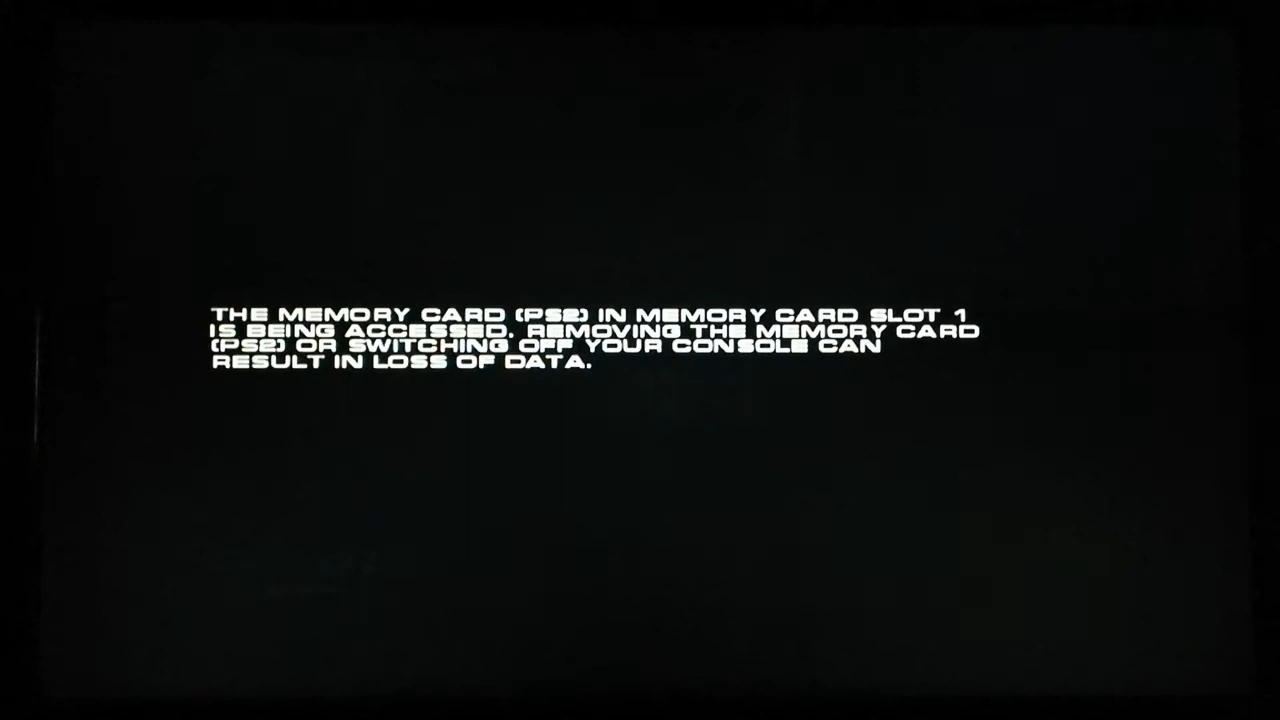 THE MEMORY CARD (PS2) IN MEMORY CARD SLOT 1
IS BEING ACCESSED. REMOVING THE MEMORY CARD
(PS2) OR SWITCHING OFF YOUR CONSOLE CAN
RESULT IN LOSS OF DATA.